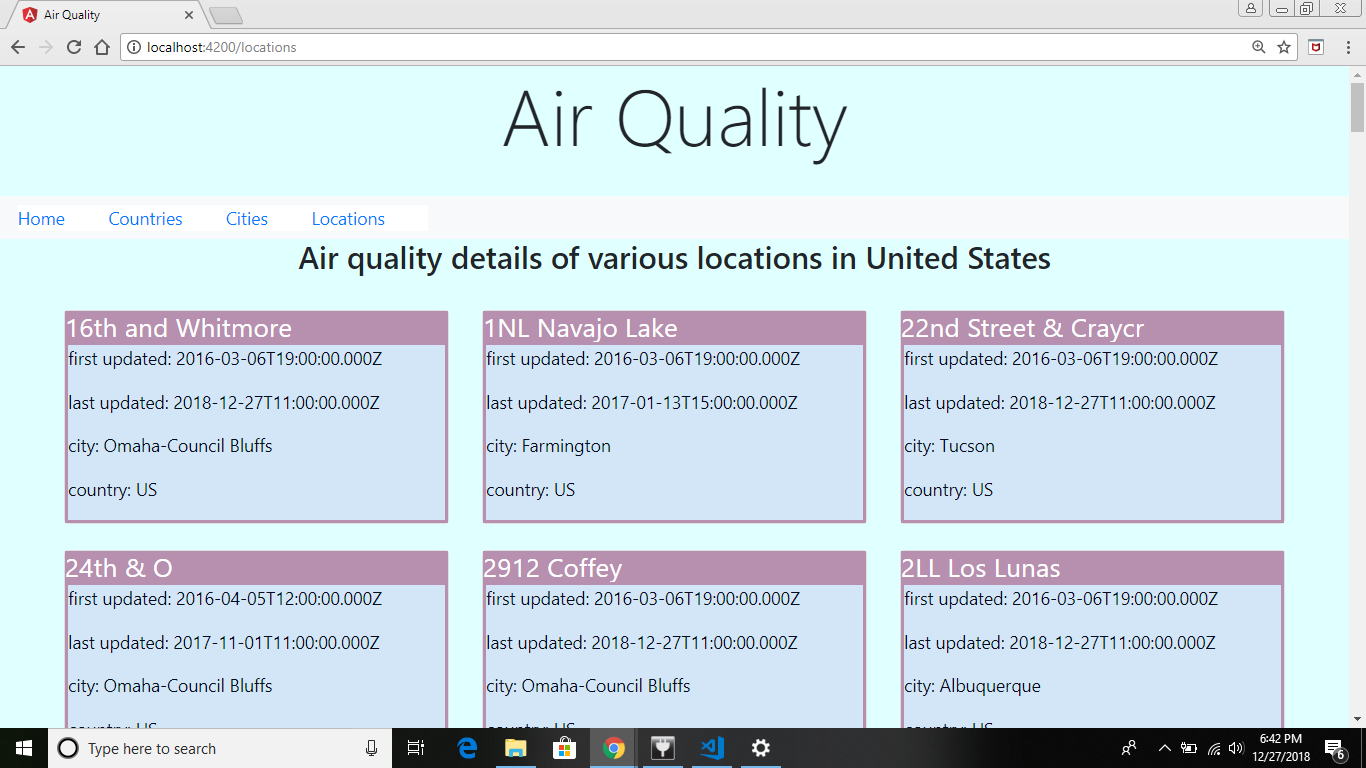 Air Quality
localhost:4200/locations
Air Quality
Home Countries Cities Locations
Air quality details of various locations in United States
16th and Whitmore
first updated: 2016-03-06T19:00:00.000Z
last updated: 2018-12-27T11:00:00.000Z
city: Omaha-Council Bluffs
country: US
1NL Navajo Lake
first updated: 2016-03-06T19:00:00.000Z
last updated: 2017-01-13T15:00:00.000Z
city: Farmington
country: US
22nd Street & Craycr
first updated: 2016-03-06T19:00:00.000Z
last updated: 2018-12-27T11:00:00.000Z
city: Tucson
country: US
24th & O
first updated: 2016-04-05T12:00:00.000Z
last updated: 2017-11-01T11:00:00.000Z
city: Omaha-Council Bluffs
country: US
2912 Coffey
first updated: 2016-03-06T19:00:00.000Z
last updated: 2018-12-27T11:00:00.000Z
city: Omaha-Council Bluffs
country: US
2LL Los Lunas
first updated: 2016-03-06T19:00:00.000Z
last updated: 2018-12-27T11:00:00.000Z
city: Albuquerque
country: US
Type here to search
6:42 PM
12/27/2018
6